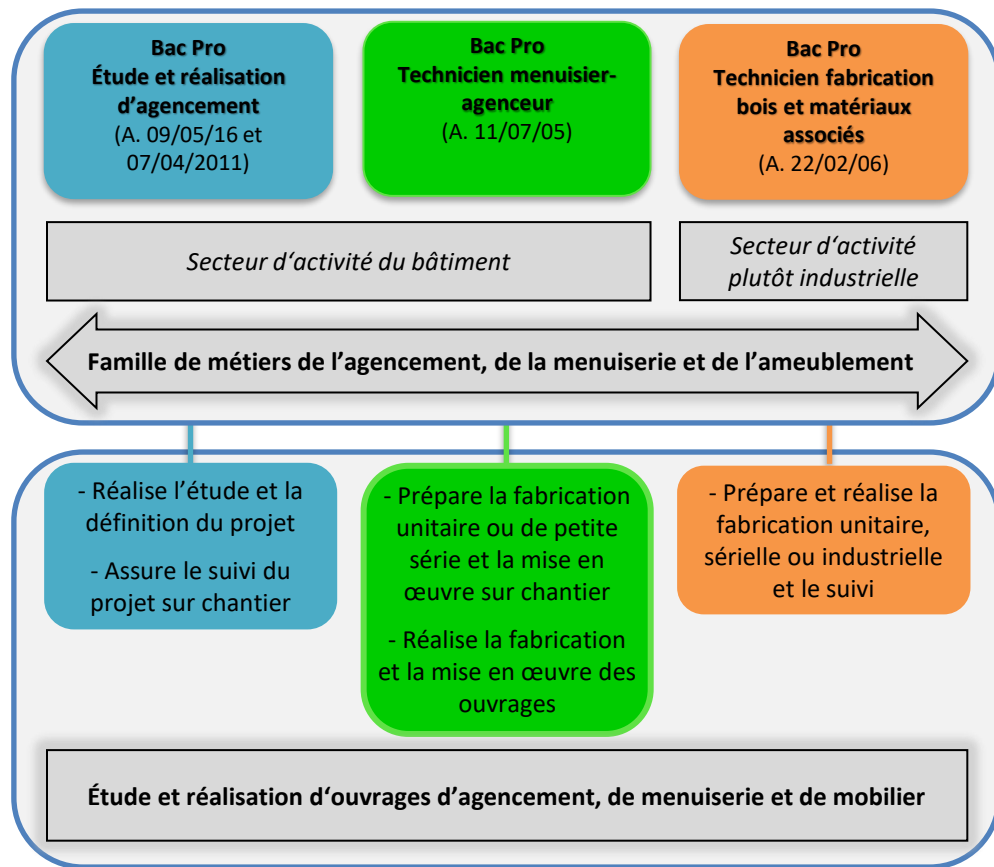 Bac Pro
Étude et réalisation
d’agencement
(A. 09/05/16 et
07/04/2011)
Bac Pro
Technicien menuisier-
agenceur
(A. 11/07/05)
Bac Pro
Technicien fabrication
bois et matériaux
associés
(A. 22/02/06)
Secteur d‘activité du bâtiment
Secteur d‘activité
plutôt industrielle
Famille de métiers de l’agencement, de la menuiserie et de l’ameublement
- Réalise l’étude et la
définition du projet
- Assure le suivi du
projet sur chantier
- Prépare la fabrication
unitaire ou de petite
série et la mise en
œuvre sur chantier
- Réalise la fabrication
et la mise en œuvre des
ouvrages
- Prépare et réalise la
fabrication unitaire,
sérielle ou industrielle
et le suivi
Étude et réalisation d‘ouvrages d’agencement, de menuiserie et de mobilier